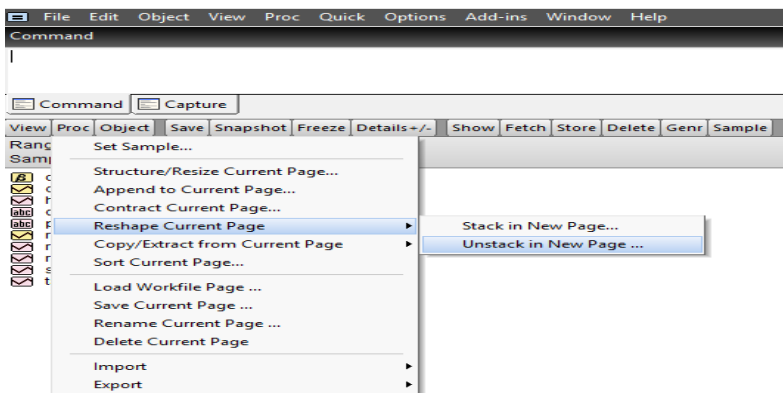 File Edit Object View Proc Quick Options Add-ins Window Help
Command
Command Capture
View Proc Object Save Snapshot Freeze Details+/- Show Fetch Store Delete Genr Sample
Rang
Sam
Set Sample...
Structure/Resize Current Page...
Append to Current Page...
Contract Current Page...
Reshape Current Page
Stack in New Page...
Copy/Extract from Current Page
Unstack in New Page ...
Sort Current Page...
Load Workfile Page ...
Save Current Page ...
Rename Current Page ...
Delete Current Page
Import
Export